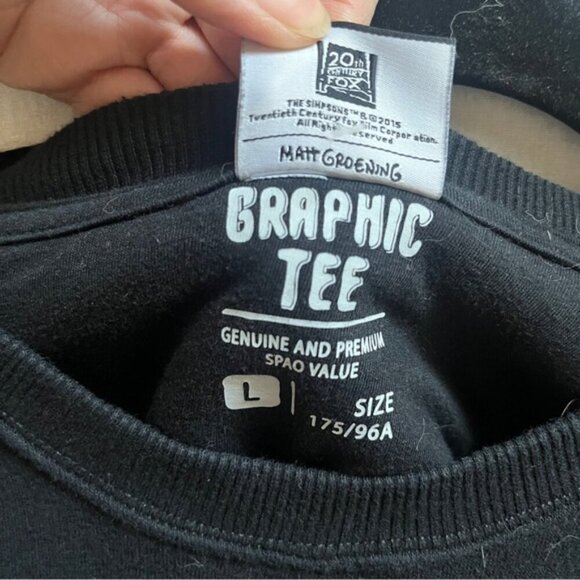 20th
CENTURY
FOX
THE SIMPSONS™&©2015
Twentieth Century Fox Film Corporation.
All Rights Reserved
MATT GROENING
GRAPHIC
TEE
GENUINE AND PREMIUM
SPAO VALUE
L | SIZE
175/96A